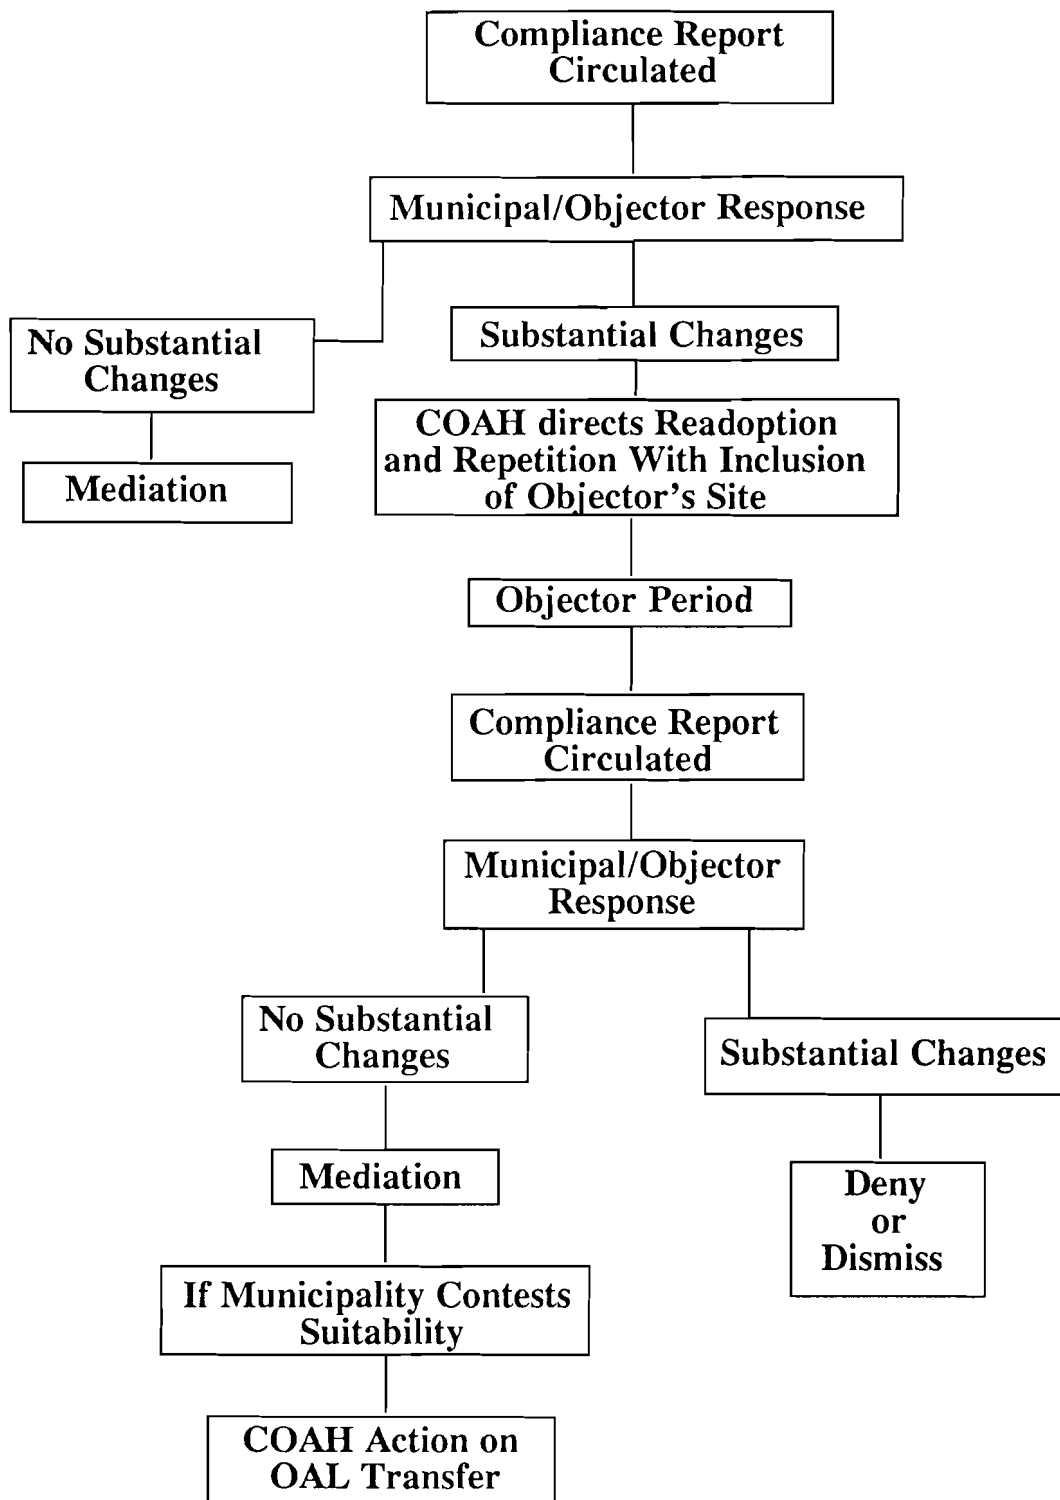 Compliance Report
Circulated
Municipal/Objector Response
No Substantial
Changes
Substantial Changes
Mediation
COAH directs Readoption
and Repetition With Inclusion
of Objector's Site
Objector Period
Compliance Report
Circulated
Municipal/Objector
Response
No Substantial
Changes
Substantial Changes
Mediation
Deny
or
Dismiss
If Municipality Contests
Suitability
COAH Action on
OAL Transfer